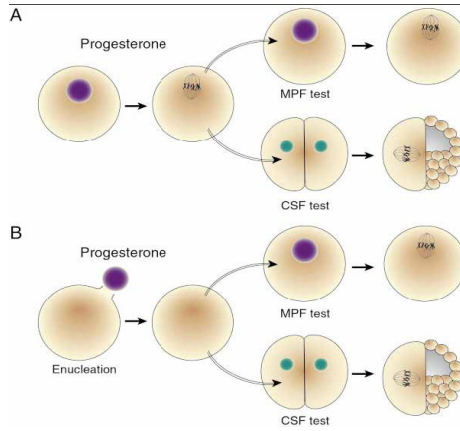 A
Progesterone
MPF test
CSF test
B
Progesterone
Enucleation
MPF test
CSF test